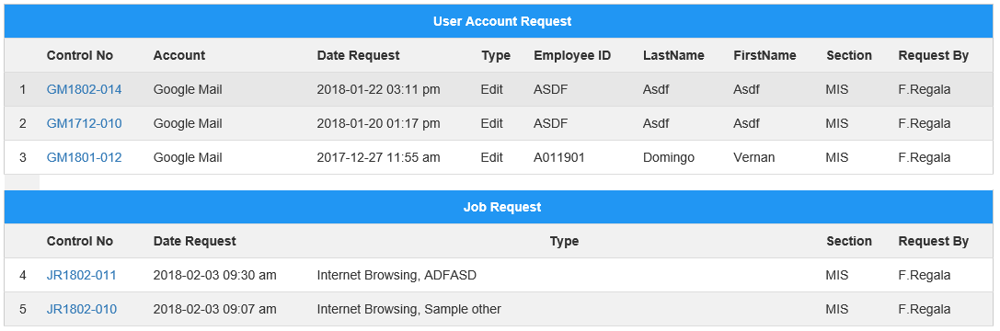 User Account Request
Control No Account Date Request Type Employee ID LastName FirstName Section Request By
1 GM1802-014 Google Mail 2018-01-22 03:11 pm Edit ASDF Asdf Asdf MIS F.Regala
2 GM1712-010 Google Mail 2018-01-20 01:17 pm Edit ASDF Asdf Asdf MIS F.Regala
3 GM1801-012 Google Mail 2017-12-27 11:55 am Edit A011901 Domingo Vernan MIS F.Regala
Job Request
Control No Date Request Type Section Request By
4 JR1802-011 2018-02-03 09:30 am Internet Browsing, ADFASD MIS F.Regala
5 JR1802-010 2018-02-03 09:07 am Internet Browsing, Sample other MIS F.Regala